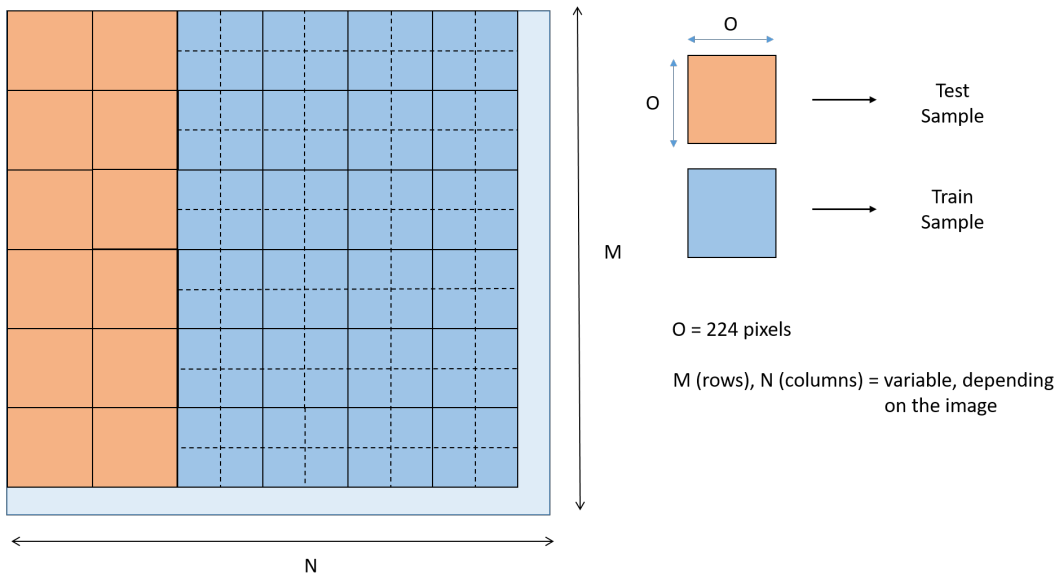 O
O
Test
Sample
Train
Sample
M
O = 224 pixels
M (rows), N (columns) = variable, depending
on the image
N